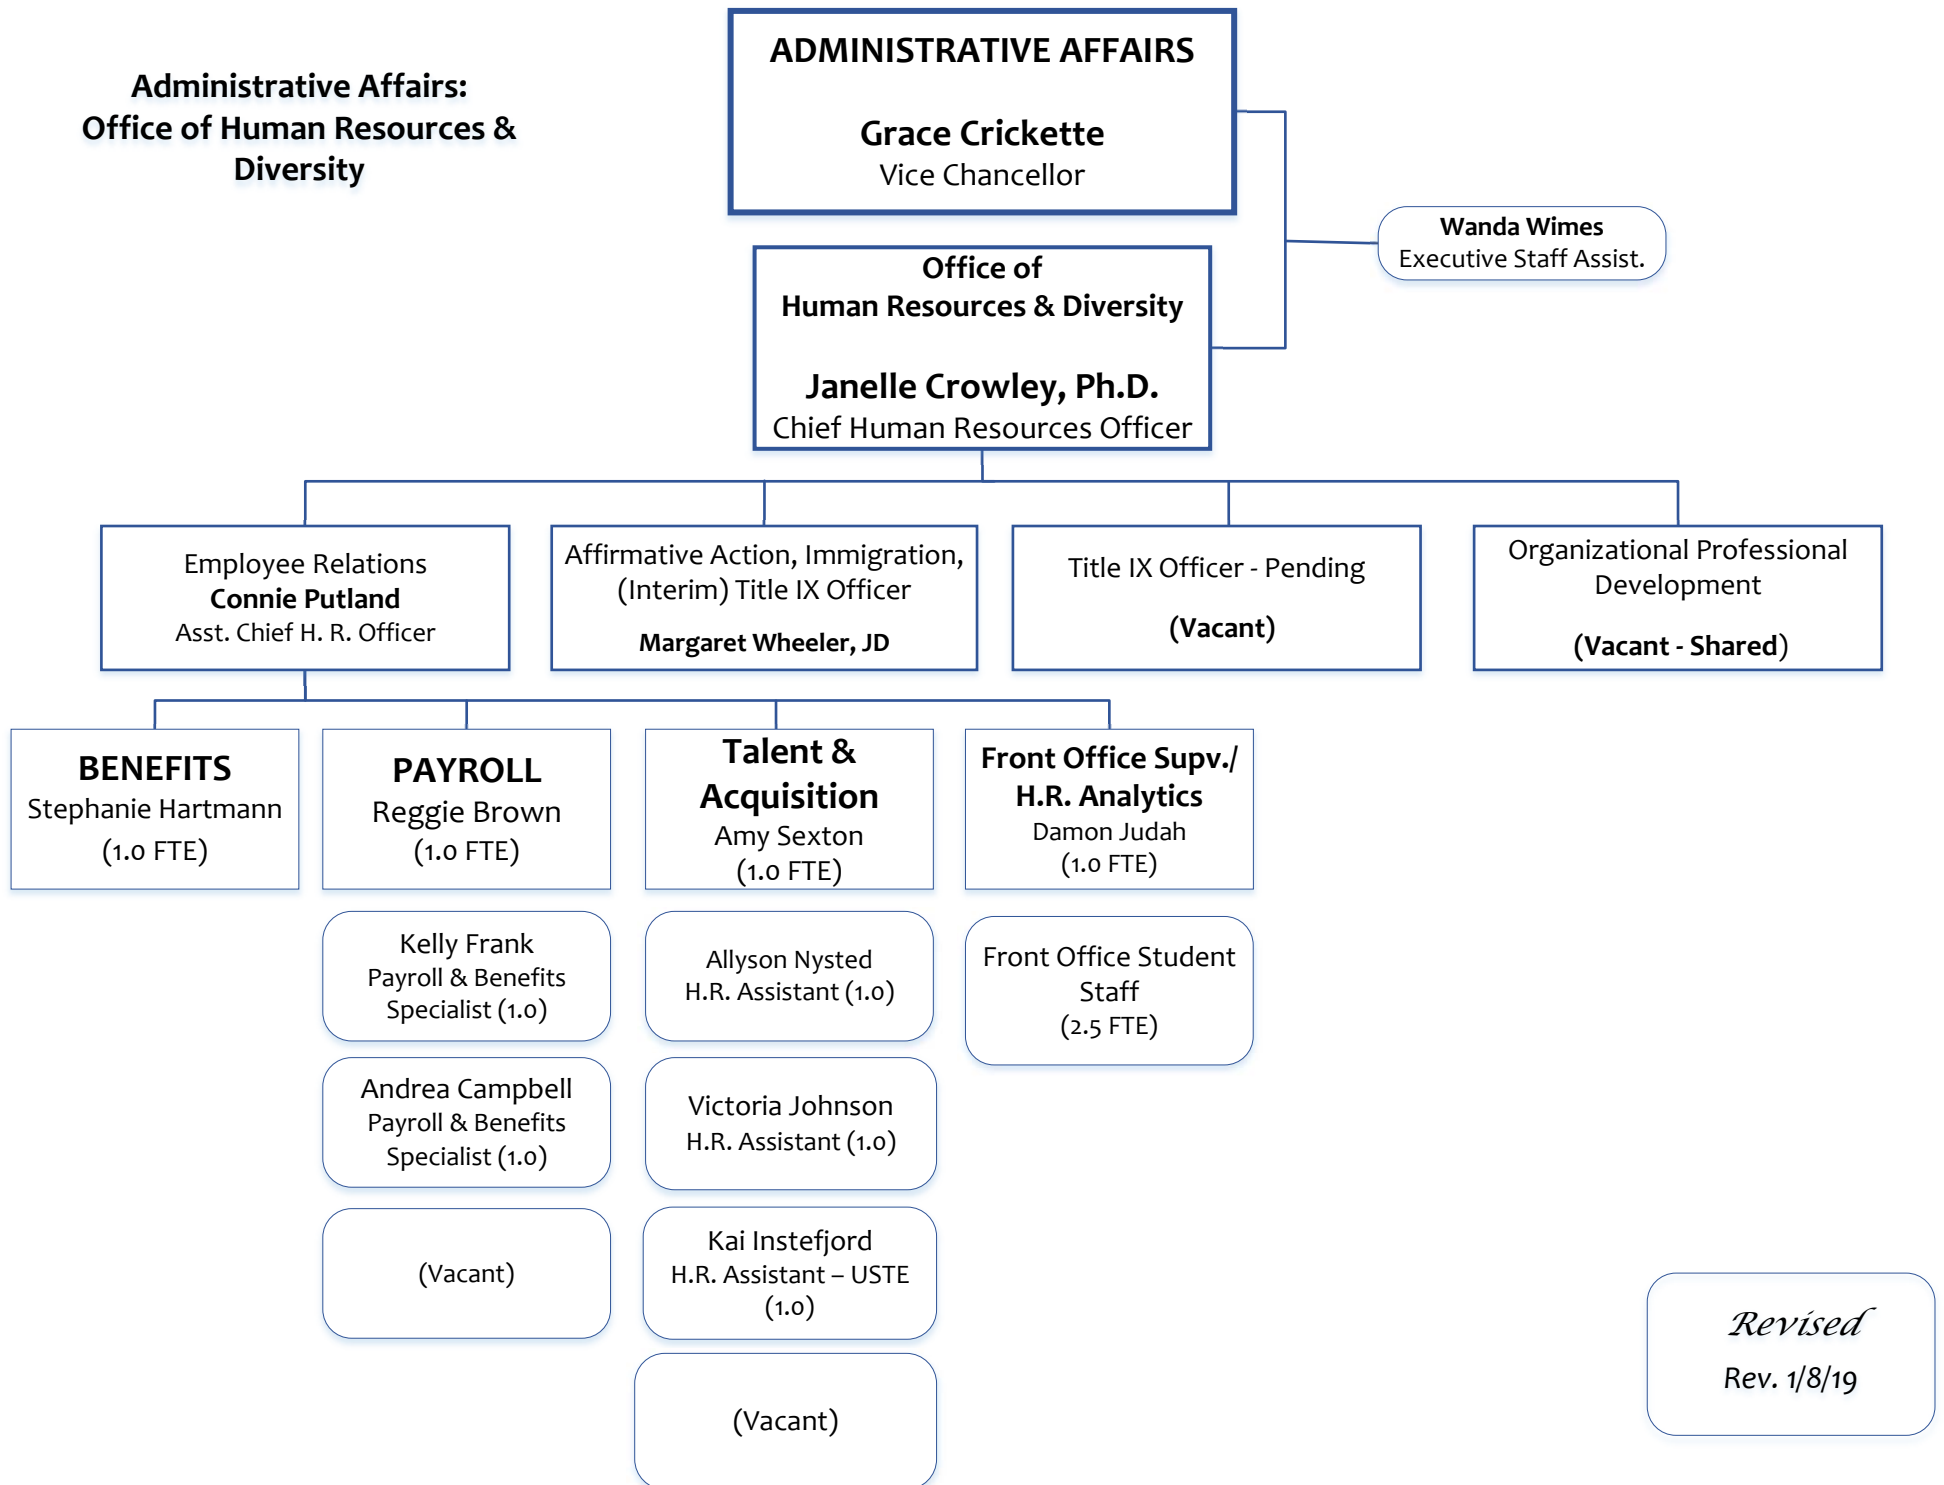 Administrative Affairs:
Office of Human Resources &
Diversity
ADMINISTRATIVE AFFAIRS
Grace Crickette
Vice Chancellor
Wanda Wimes
Executive Staff Assist.
Office of
Human Resources & Diversity
Janelle Crowley, Ph.D.
Chief Human Resources Officer
Employee Relations
Connie Putland
Asst. Chief H. R. Officer
Affirmative Action, Immigration,
(Interim) Title IX Officer
Margaret Wheeler, JD
Title IX Officer - Pending
(Vacant)
Organizational Professional
Development
(Vacant - Shared)
BENEFITS
Stephanie Hartmann
(1.0 FTE)
PAYROLL
Reggie Brown
(1.0 FTE)
Talent &
Acquisition
Amy Sexton
(1.0 FTE)
Front Office Supv./
H.R. Analytics
Damon Judah
(1.0 FTE)
Kelly Frank
Payroll & Benefits
Specialist (1.0)
Allyson Nysted
H.R. Assistant (1.0)
Front Office Student
Staff
(2.5 FTE)
Andrea Campbell
Payroll & Benefits
Specialist (1.0)
Victoria Johnson
H.R. Assistant (1.0)
(Vacant)
Kai Instefjord
H.R. Assistant – USTE
(1.0)
(Vacant)
Revised
Rev. 1/8/19